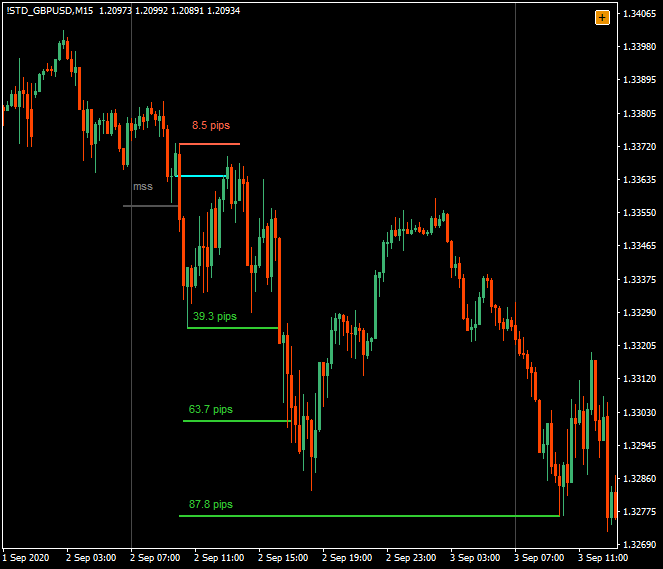 !STD_GBPUSD,M15 1.20973 1.20992 1.20891 1.20934
+
1.34065
1.33980
1.33895
1.33805
8.5 pips
1.33720
mss
1.33635
1.33550
1.33465
1.33375
39.3 pips
1.33290
1.33205
1.33120
63.7 pips
1.33030
1.32945
1.32860
87.8 pips
1.32775
1.32690
1 Sep 2020 2 Sep 03:00 2 Sep 07:00 2 Sep 11:00 2 Sep 15:00 2 Sep 19:00 2 Sep 23:00 3 Sep 03:00 3 Sep 07:00 3 Sep 11:00